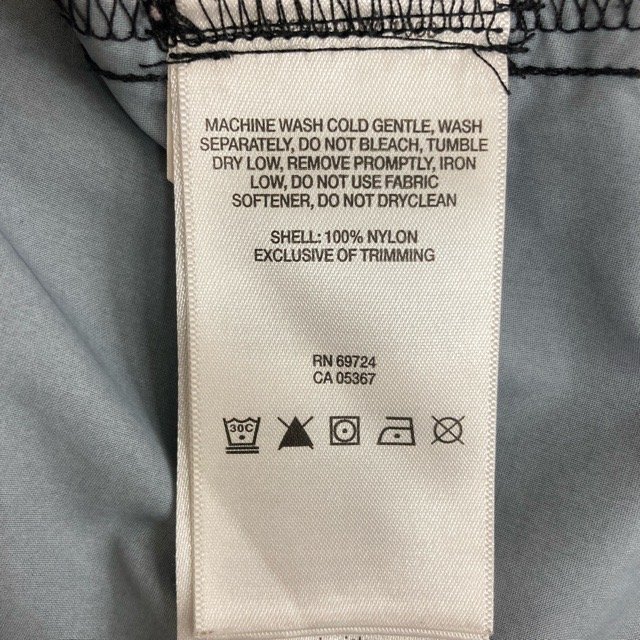 MACHINE WASH COLD GENTLE, WASH
SEPARATELY, DO NOT BLEACH, TUMBLE
DRY LOW, REMOVE PROMPTLY, IRON
LOW, DO NOT USE FABRIC
SOFTENER, DO NOT DRYCLEAN
SHELL: 100% NYLON
EXCLUSIVE OF TRIMMING
RN 69724
CA 05367
30C